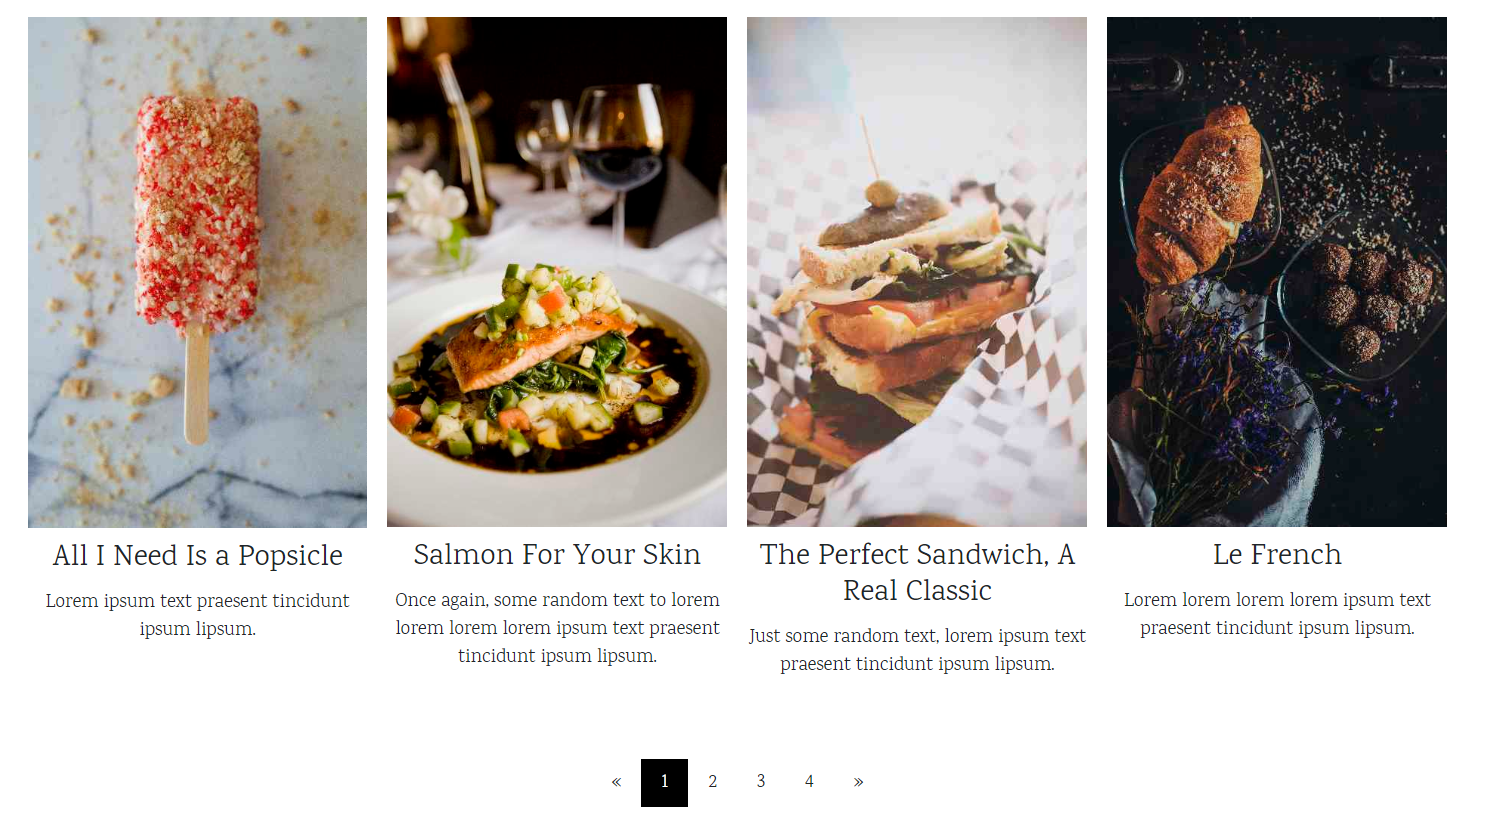 All I Need Is a Popsicle
Lorem ipsum text praesent tincidunt
ipsum lipsum.
Salmon For Your Skin
Once again, some random text to lorem
lorem lorem lorem ipsum text praesent
tincidunt ipsum lipsum.
The Perfect Sandwich, A
Real Classic
Just some random text, lorem ipsum text
praesent tincidunt ipsum lipsum.
Le French
Lorem lorem lorem lorem ipsum text
praesent tincidunt ipsum lipsum.
« 1 2 3 4 »